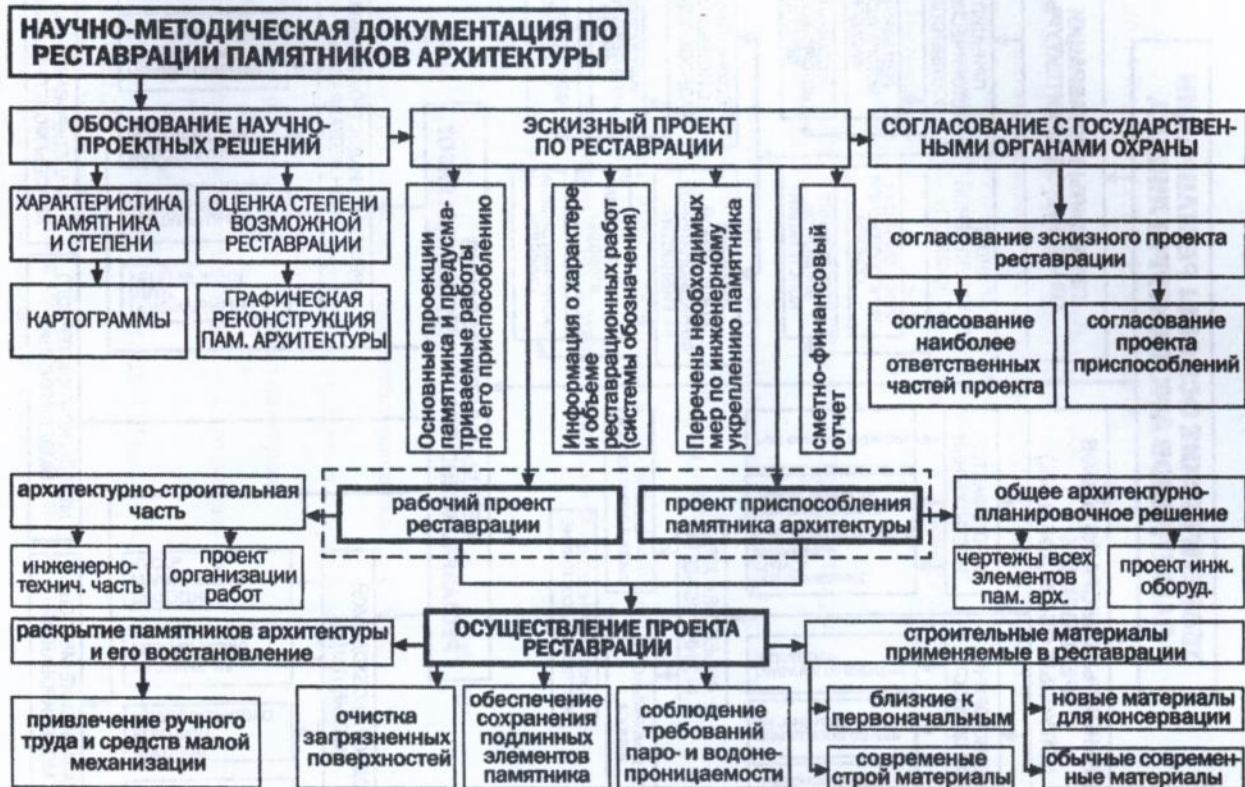 НАУЧНО-МЕТОДИЧЕСКАЯ ДОКУМЕНТАЦИЯ ПО
РЕСТАВРАЦИИ ПАМЯТНИКОВ АРХИТЕКТУРЫ
ОБОСНОВАНИЕ НАУЧНО-
ПРОЕКТНЫХ РЕШЕНИЙ
ЭСКИЗНЫЙ ПРОЕКТ
ПО РЕСТАВРАЦИИ
СОГЛАСОВАНИЕ С ГОСУДАРСТВЕН-
НЫМИ ОРГАНАМИ ОХРАНЫ
ХАРАКТЕРИСТИКА
ПАМЯТНИКА
И СТЕПЕНИ
ОЦЕНКА СТЕПЕНИ
ВОЗМОЖНОЙ
РЕСТАВРАЦИИ
КАРТОГРАММЫ
ГРАФИЧЕСКАЯ
РЕКОНСТРУКЦИЯ
ПАМ. АРХИТЕКТУРЫ
Основные проекции
памятника и предусма-
триваемые работы
по его приспособлению
Информация о характере
и объеме
реставрационных работ
(системы обозначения)
Перечень необходимых
мер по инженерному
укреплению памятника
сметно-финансовый
отчет
согласование эскизного проекта
реставрации
согласование
наиболее
ответственных
частей проекта
согласование
проекта
приспособлений
архитектурно-строительная
часть
рабочий проект
реставрации
проект приспособления
памятника архитектуры
общее архитектурно-
планировочное решение
инженерно-
технич. часть
проект
организации
работ
чертежы всех
элементов
пам. арх.
проект инж.
оборуд.
раскрытие памятников архитектуры
и его восстановление
ОСУЩЕСТВЛЕНИЕ ПРОЕКТА
РЕСТАВРАЦИИ
строительные материалы
применяемые в реставрации
привлечение ручного
труда и средств малой
механизации
очистка
загрязненных
поверхностей
обеспечение
сохранения
подлинных
элементов
памятника
соблюдение
требований
паро- и водоне-
проницаемости
близкие к
первоначальным
современые
строй материалы
новые материалы
для консервации
обычные современ-
ные материалы